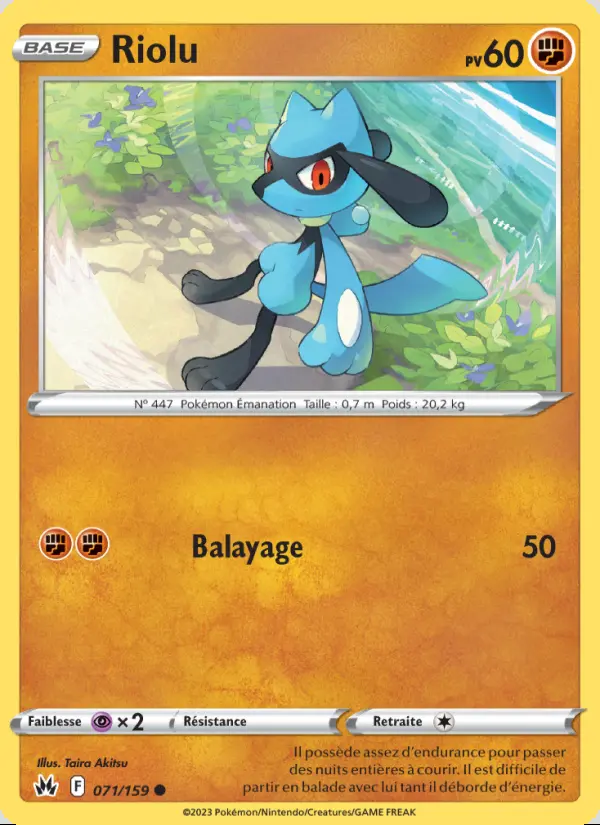 BASE Riolu PV60
Nº 447 Pokémon Émanation Taille : 0,7 m Poids : 20,2 kg
Balayage 50
Faiblesse ×2 Résistance Retraite
Illus. Taira Akitsu
Il possède assez d'endurance pour passer
des nuits entières à courir. Il est difficile de
partir en balade avec lui tant il déborde d'énergie.
F 071/159
©2023 Pokémon/Nintendo/Creatures/GAME FREAK